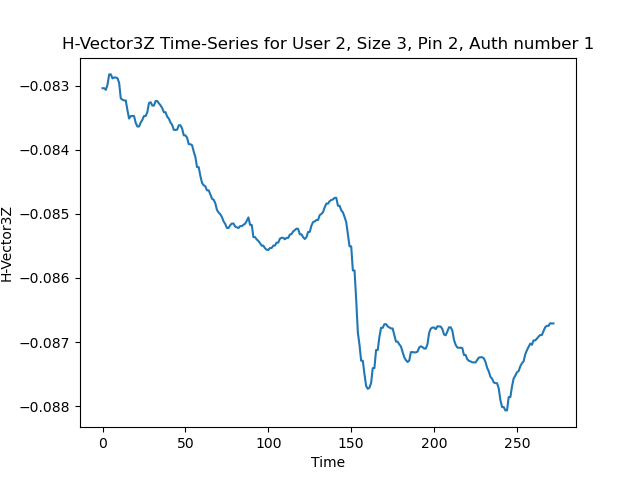 H-Vector3Z Time-Series for User 2, Size 3, Pin 2, Auth number 1
−0.083
−0.084
−0.085
−0.086
−0.087
−0.088
H-Vector3Z
0 50 100 150 200 250
Time